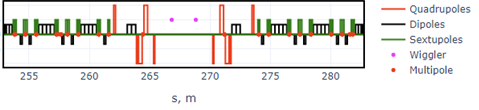 Quadrupoles
Dipoles
Sextupoles
Wiggler
Multipole
255 260 265 270 275 280
s, m